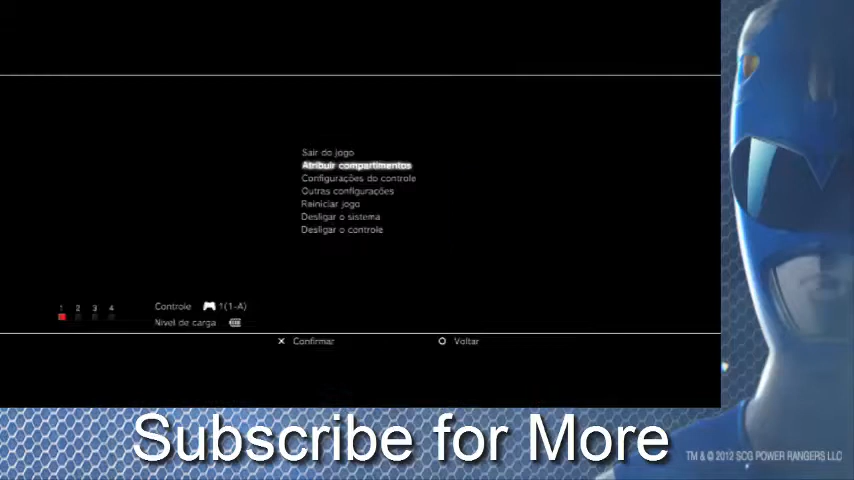 Sair do jogo
Atribuir compartimentos
Configurações do controle
Outras configurações
Reiniciar jogo
Desligar o sistema
Desligar o controle
1 2 3 4
Controle 1(1-A)
Nível de carga
Confirmar
Voltar
Subscribe for More
TM & © 2012 SCG POWER RANGERS LLC